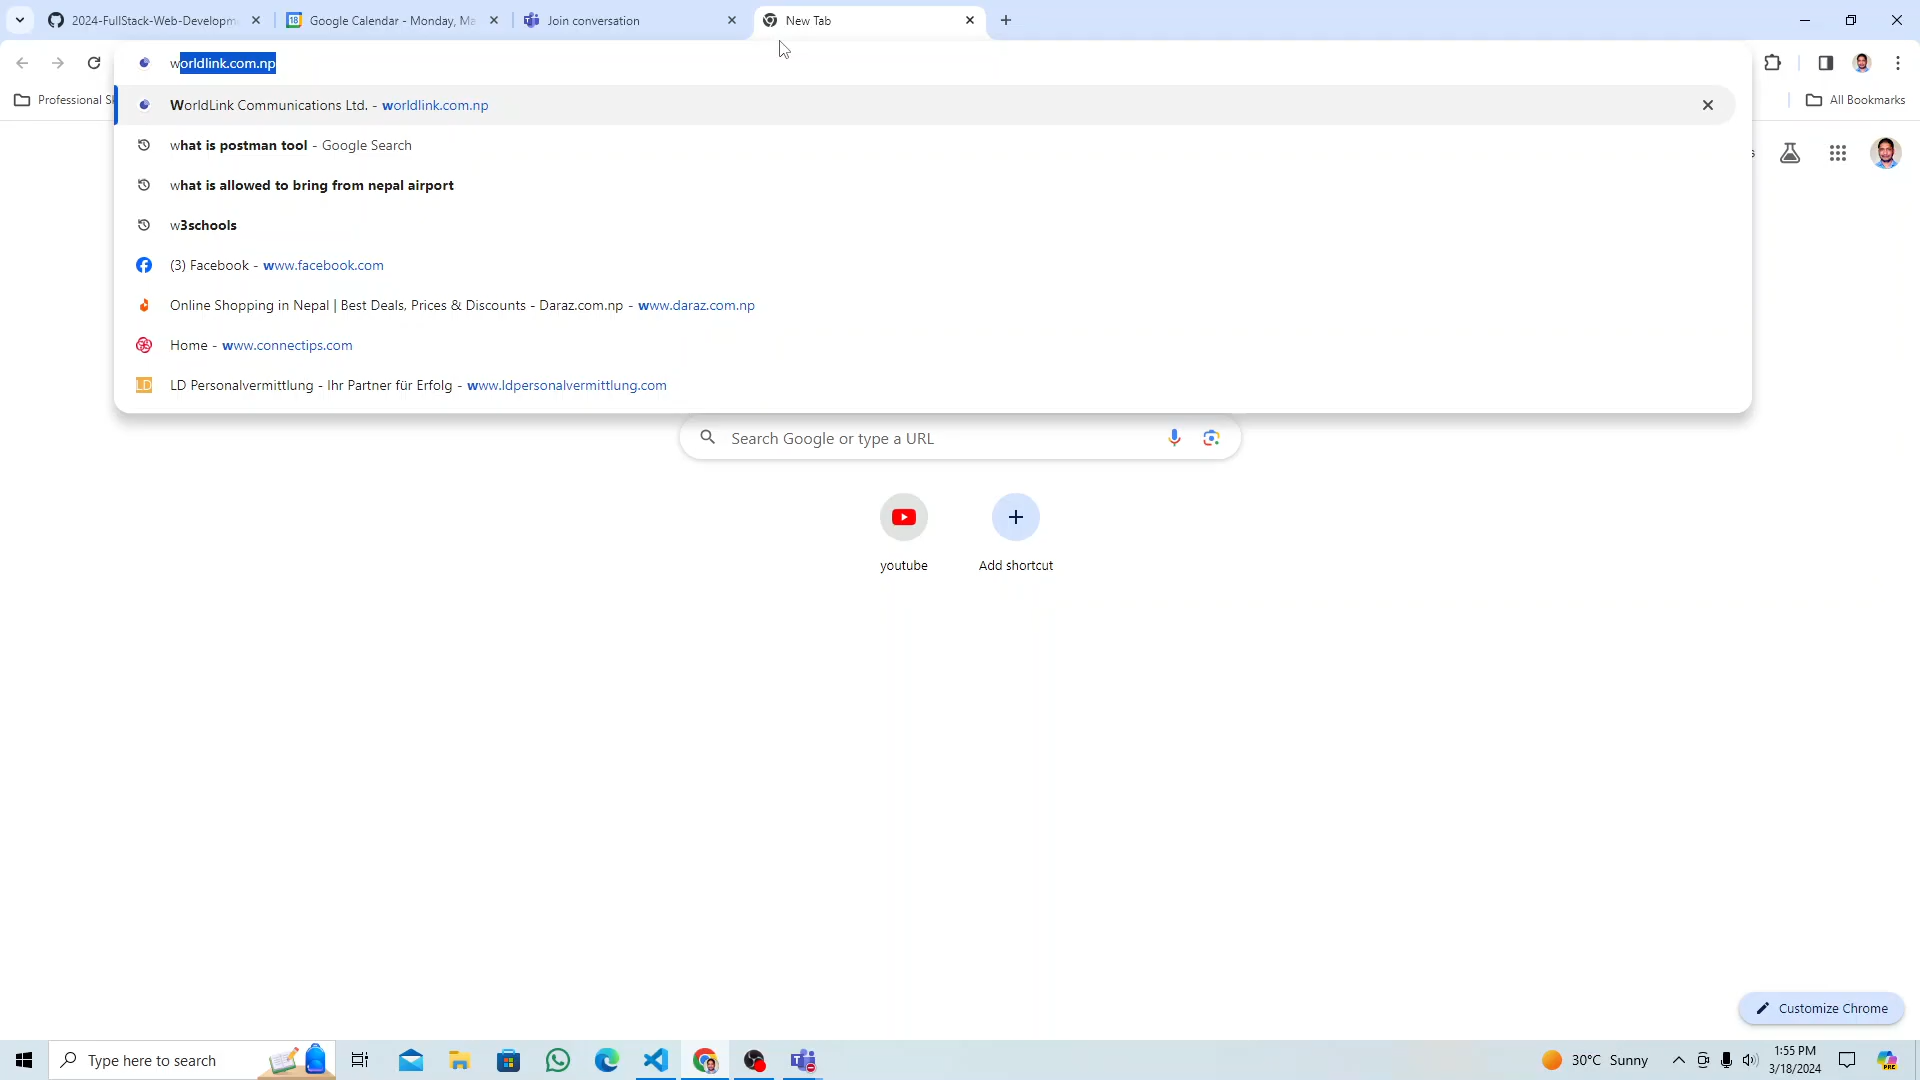 2024-FullStack-Web-Developm
Google Calendar - Monday, Ma
Join conversation
New Tab
worldlink.com.np
Professional Sk
All Bookmarks
WorldLink Communications Ltd. - worldlink.com.np
what is postman tool - Google Search
what is allowed to bring from nepal airport
w3schools
(3) Facebook - www.facebook.com
Online Shopping in Nepal | Best Deals, Prices & Discounts - Daraz.com.np - www.daraz.com.np
Home - www.connectips.com
LD Personalvermittlung - Ihr Partner für Erfolg - www.ldpersonalvermittlung.com
Search Google or type a URL
youtube
Add shortcut
Customize Chrome
Type here to search
30°C Sunny
1:55 PM
3/18/2024